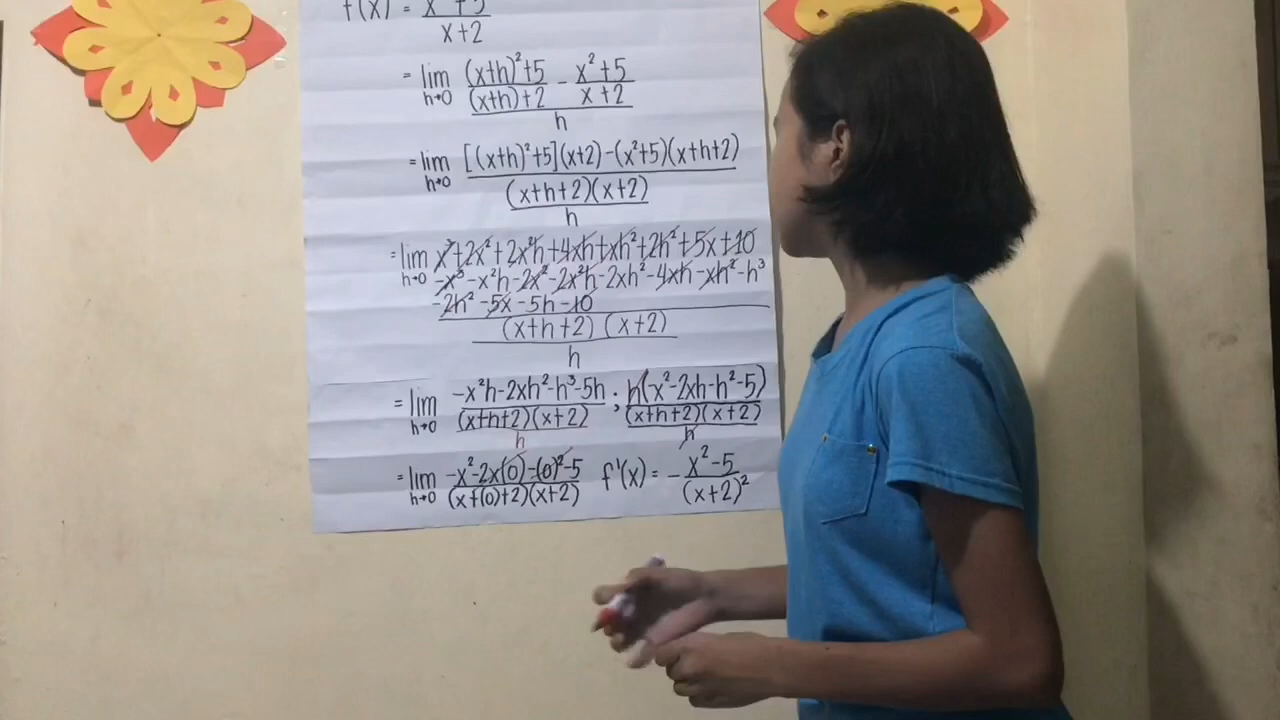 f(x) = x²+5 / x+2
= lim h→0 (x+h)²+5 / (x+h)+2 - x²+5 / x+2 / h
= lim h→0 [(x+h)²+5](x+2)-(x²+5)(x+h+2) / (x+h+2)(x+2) / h
= lim h→0 x³+2x²+2x²h+4xh+xh²+2h²+5x+10
-x³-x²h-2x²-2x²h-2xh²-4xh-xh²-h³
-2h²-5x-5h-10
(x+h+2) (x+2)
h
= lim h→0 -x²h-2xh²-h³-5h / (x+h+2)(x+2) / h ; h(-x²-2xh-h²-5) / (x+h+2)(x+2) / h
= lim h→0 -x²-2x(0)-(0)²-5 / (x+(0)+2)(x+2) f'(x) = - x²-5 / (x+2)²